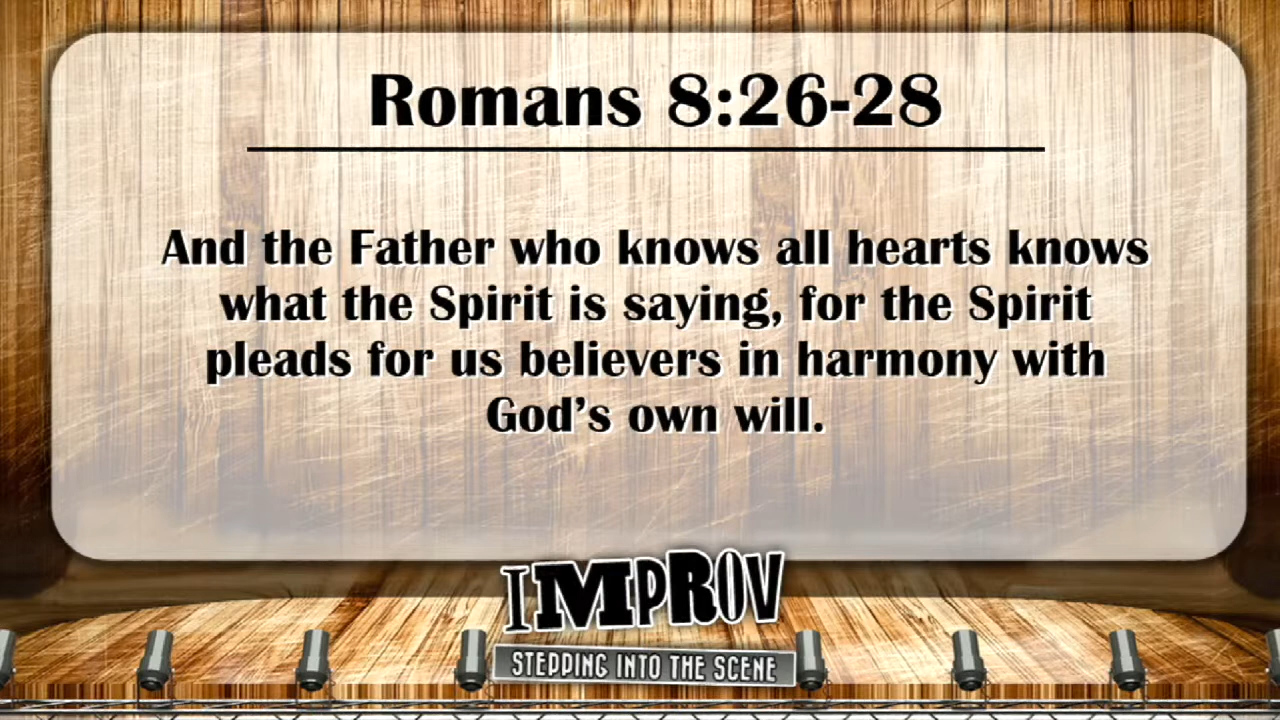 Romans 8:26-28
And the Father who knows all hearts knows
what the Spirit is saying, for the Spirit
pleads for us believers in harmony with
God’s own will.
IMPROV
STEPPING INTO THE SCENE